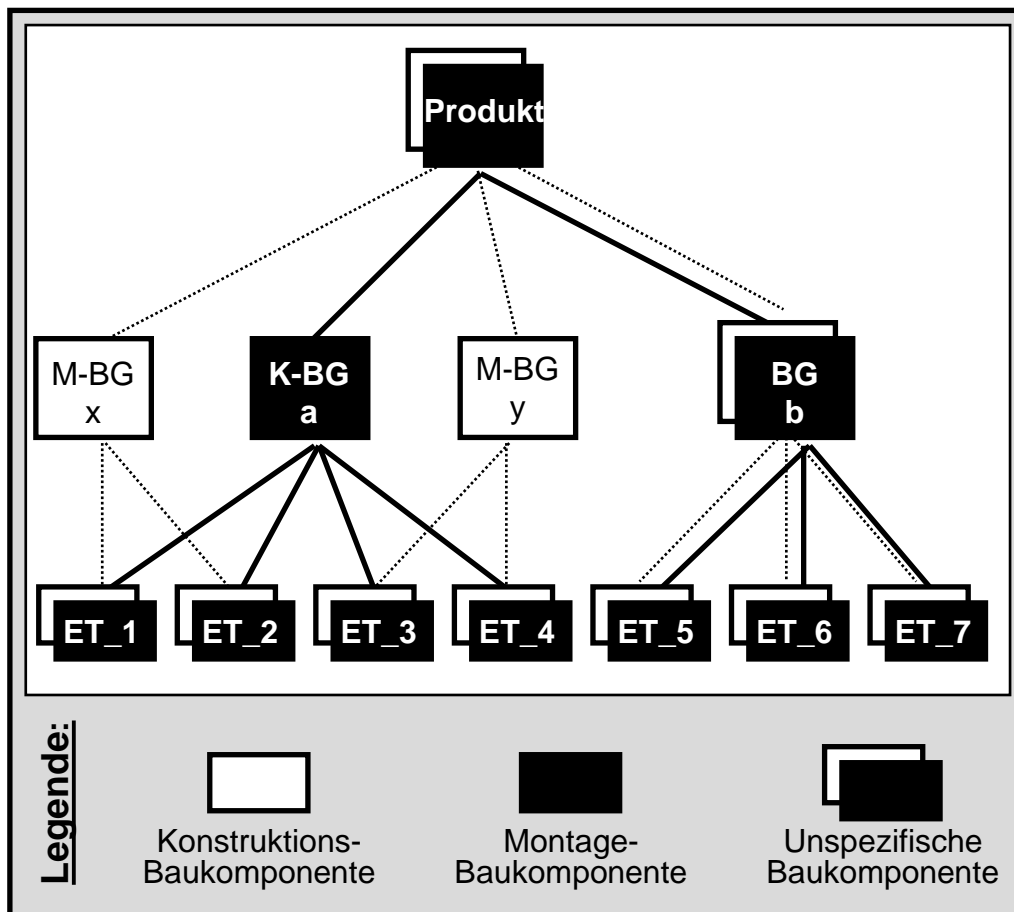 Produkt
M-BG
x
K-BG
a
M-BG
y
BG
b
ET_1
ET_2
ET_3
ET_4
ET_5
ET_6
ET_7
Legende:
Konstruktions-
Baukomponente
Montage-
Baukomponente
Unspezifische
Baukomponente